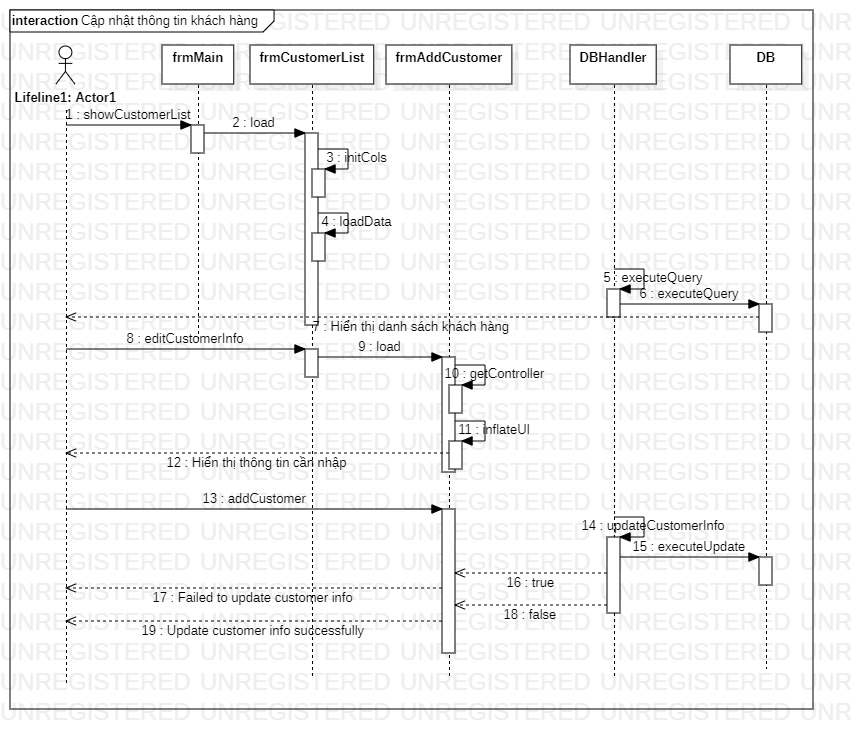 interaction Cập nhật thông tin khách hàng
frmMain
frmCustomerList
frmAddCustomer
DBHandler
DB
Lifeline1: Actor1
1 : showCustomerList
2 : load
3 : initCols
4 : loadData
5 : executeQuery
6 : executeQuery
7 : Hiển thị danh sách khách hàng
8 : editCustomerInfo
9 : load
10 : getController
11 : inflateUI
12 : Hiển thị thông tin cần nhập
13 : addCustomer
14 : updateCustomerInfo
15 : executeUpdate
16 : true
17 : Failed to update customer info
18 : false
19 : Update customer info successfully
UNREGISTERED